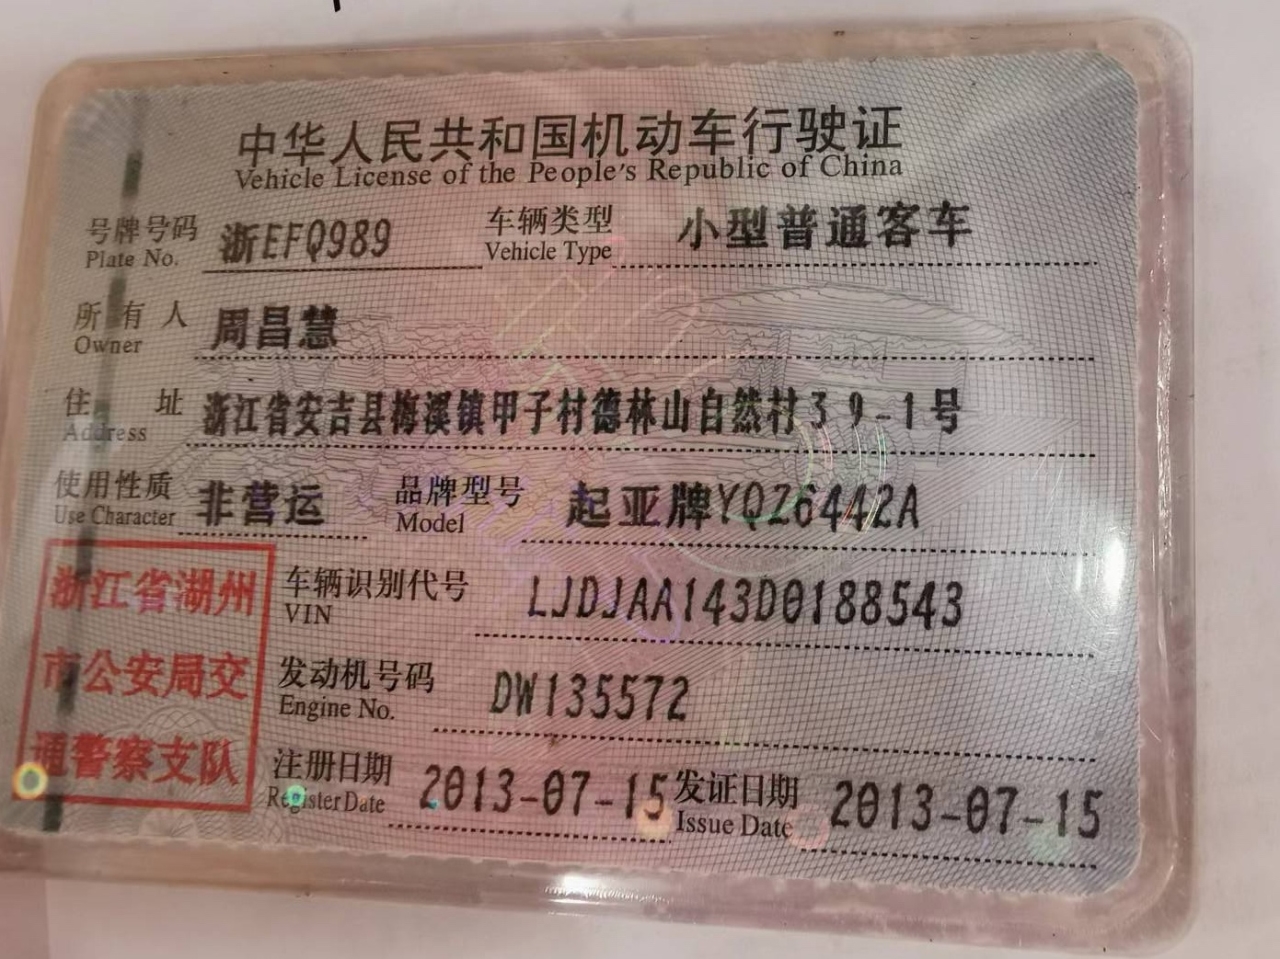 中华人民共和国机动车行驶证
Vehicle License of the People's Republic of China
号牌号码 浙EFQ989 车辆类型 小型普通客车
Plate No. Vehicle Type
所有人 周昌慧
Owner
住址 浙江省安吉县梅溪镇甲子村德林山自然村39-1号
Address
使用性质 非营运 品牌型号 起亚牌YQZ6442A
Use Character Model
浙江省湖州
市公安局交
通警察支队
车辆识别代号 LJDJAA143D0188543
VIN
发动机号码 DW135572
Engine No.
注册日期 2013-07-15 发证日期 2013-07-15
Register Date Issue Date